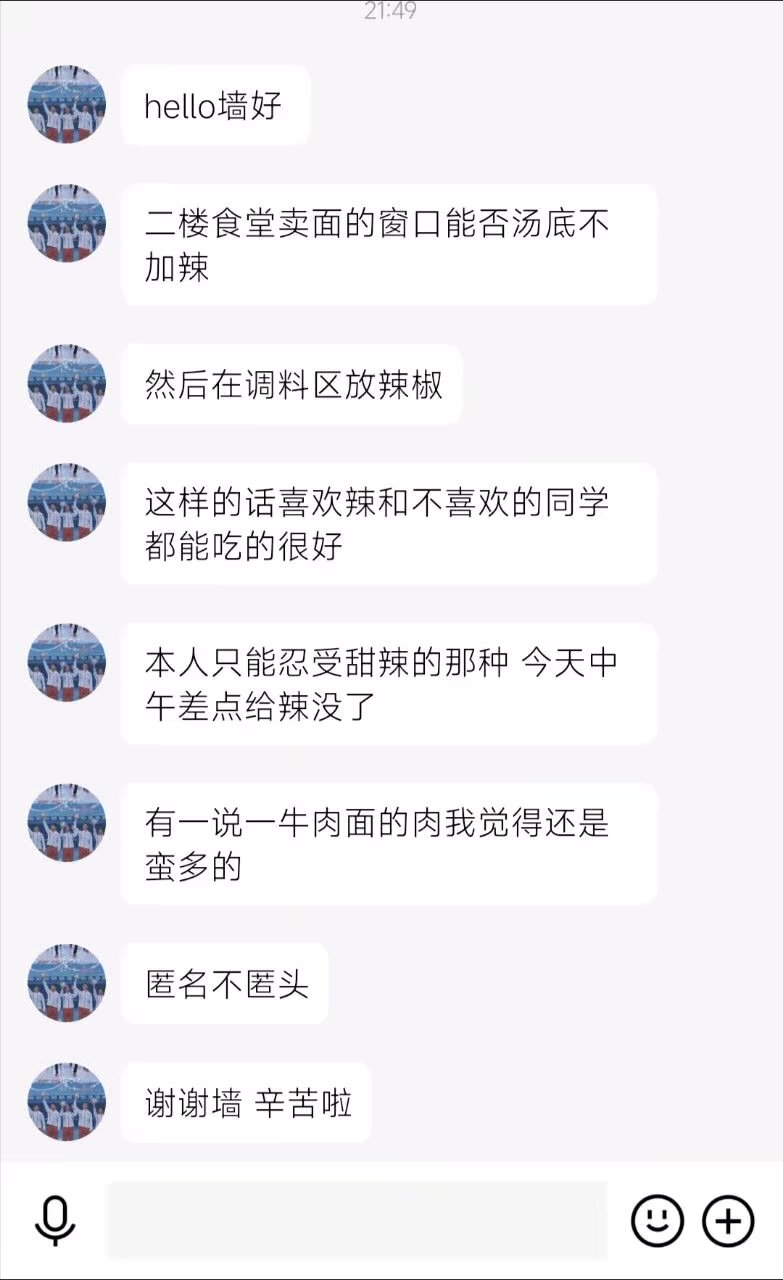 21:49
hello墙好
二楼食堂卖面的窗口能否汤底不
加辣
然后在调料区放辣椒
这样的话喜欢辣和不喜欢的同学
都能吃的很好
本人只能忍受甜辣的那种 今天中
午差点给辣没了
有一说一牛肉面的肉我觉得还是
蛮多的
匿名不匿头
谢谢墙 辛苦啦